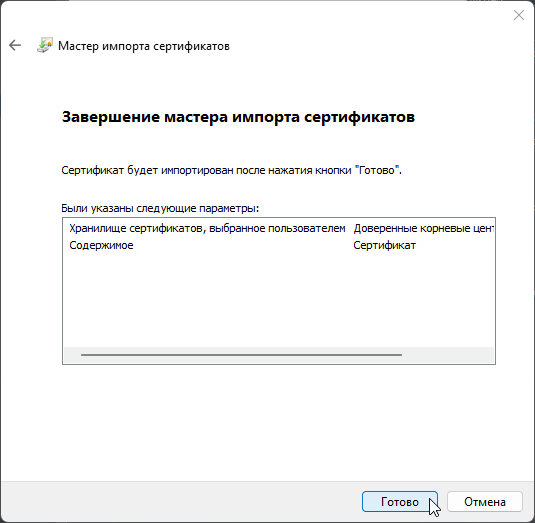 Мастер импорта сертификатов
Завершение мастера импорта сертификатов
Сертификат будет импортирован после нажатия кнопки "Готово".
Были указаны следующие параметры:
Хранилище сертификатов, выбранное пользователем Доверенные корневые цент
Содержимое Сертификат
Готово Отмена